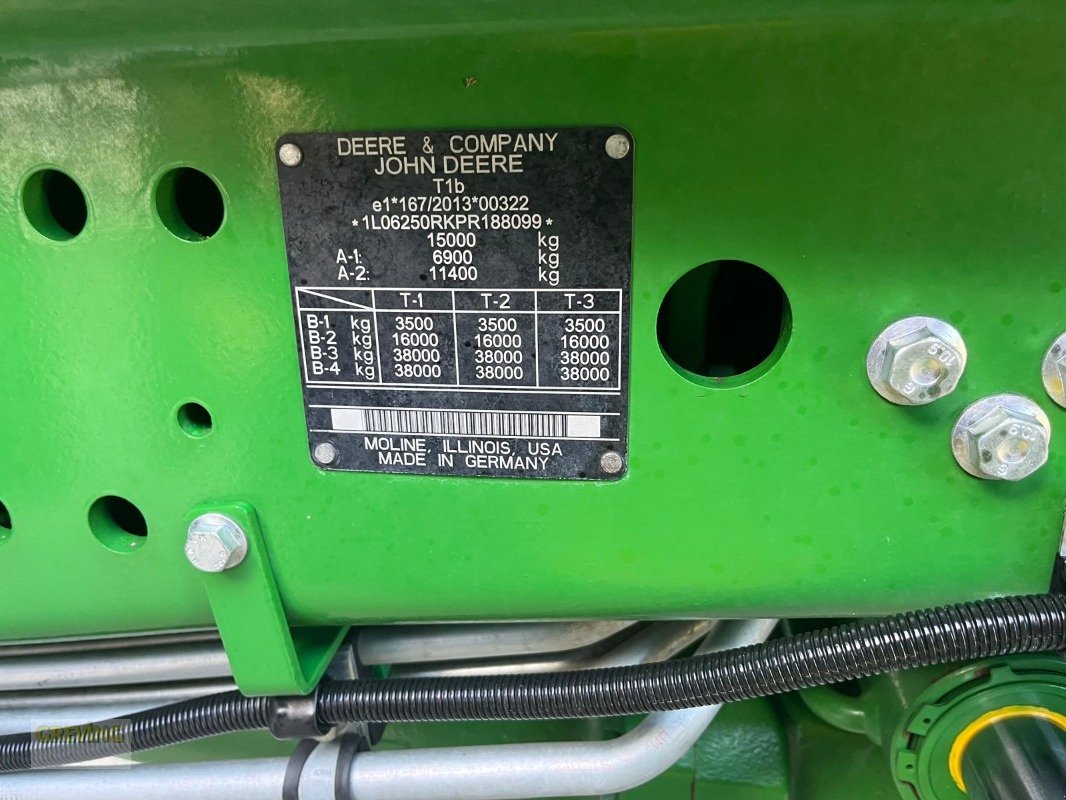 DEERE & COMPANY
JOHN DEERE
T1b
e1*167/2013*00322
*1L06250RKPR188099*
15000 kg
A-1: 6900 kg
A-2: 11400 kg
T-1 T-2 T-3
B-1 kg 3500 3500 3500
B-2 kg 16000 16000 16000
B-3 kg 38000 38000 38000
B-4 kg 38000 38000 38000
MOLINE, ILLINOIS, USA
MADE IN GERMANY